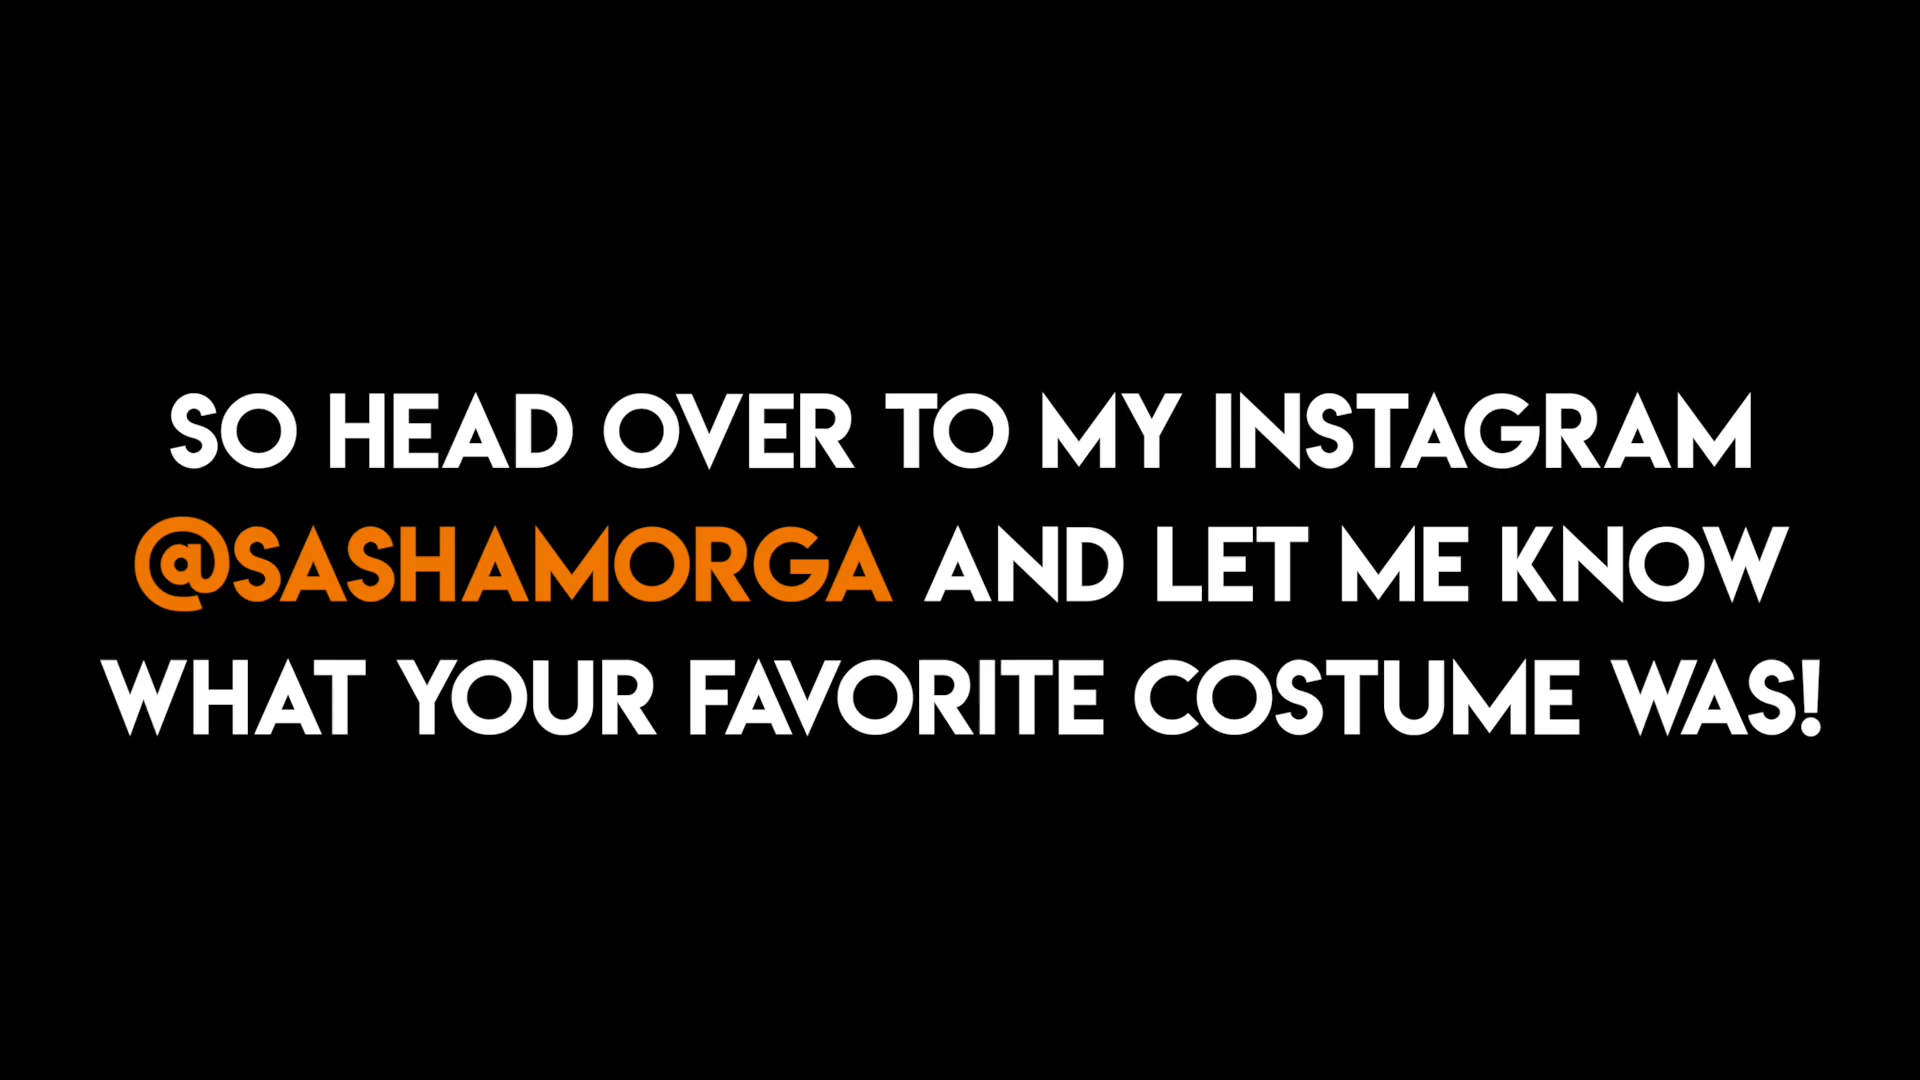 SO HEAD OVER TO MY INSTAGRAM
@SASHAMORGA AND LET ME KNOW
WHAT YOUR FAVORITE COSTUME WAS!